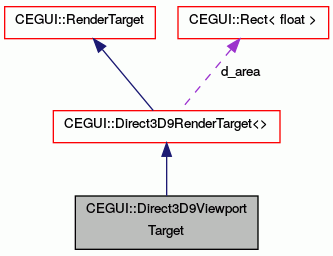 CEGUI::RenderTarget
CEGUI::Rect< float >
d_area
CEGUI::Direct3D9RenderTarget<>
CEGUI::Direct3D9Viewport
Target